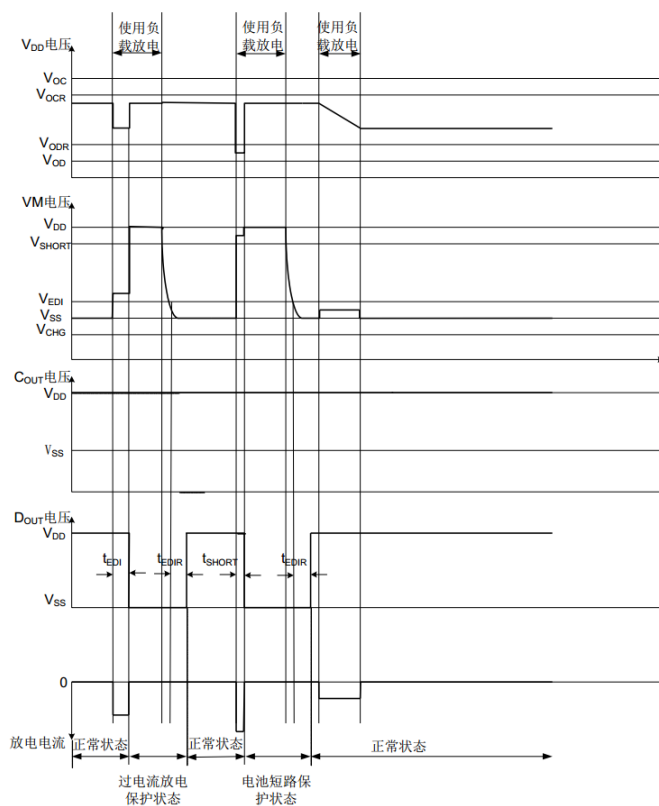 使用负
载放电
使用负
载放电
使用负
载放电
VDD电压
VOC
VOCR
VODR
VOD
VM电压
VDD
VSHORT
VEDI
VSS
VCHG
COUT电压
VDD
VSS
DOUT电压
VDD
tEDI
tEDIR
tSHORT
tEDIR
VSS
0
放电电流
正常状态
正常状态
正常状态
过电流放电
保护状态
电池短路保
护状态